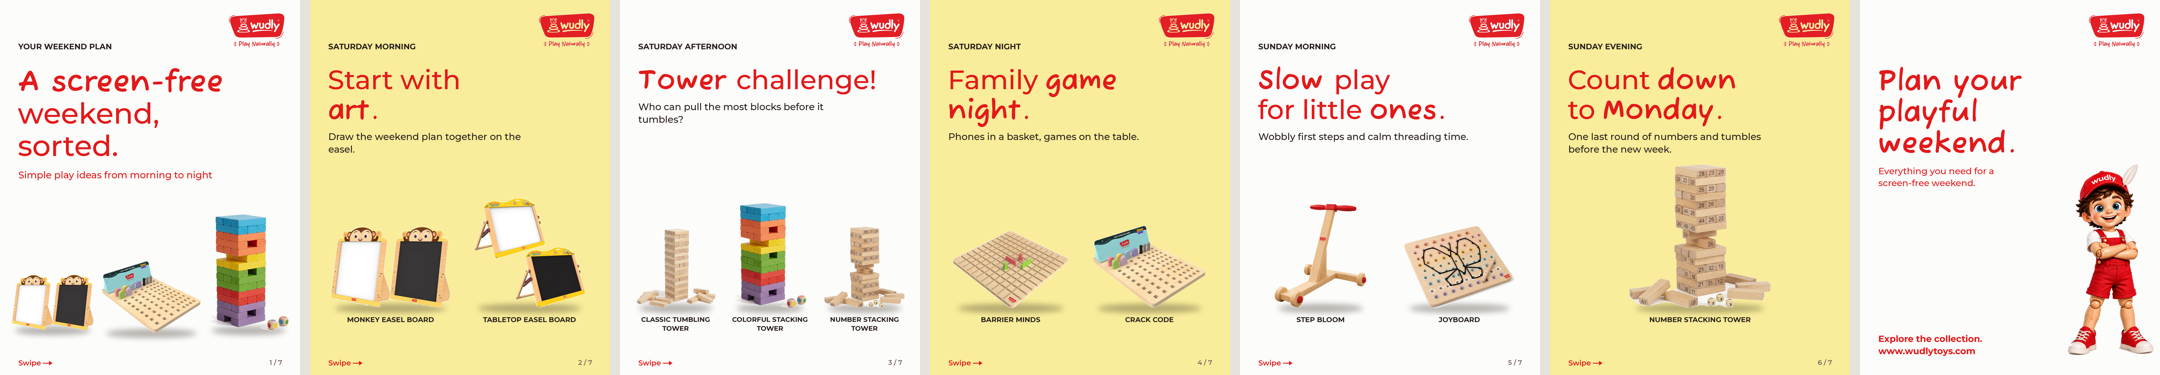 wudly
Play Naturally
YOUR WEEKEND PLAN
A screen-free
weekend,
sorted.
Simple play ideas from morning to night
Swipe →
1 / 7
wudly
Play Naturally
SATURDAY MORNING
Start with
art.
Draw the weekend plan together on the
easel.
MONKEY EASEL BOARD
TABLETOP EASEL BOARD
Swipe →
2 / 7
wudly
Play Naturally
SATURDAY AFTERNOON
Tower challenge!
Who can pull the most blocks before it
tumbles?
CLASSIC TUMBLING
TOWER
COLORFUL STACKING
TOWER
NUMBER STACKING
TOWER
Swipe →
3 / 7
wudly
Play Naturally
SATURDAY NIGHT
Family game
night.
Phones in a basket, games on the table.
BARRIER MINDS
CRACK CODE
Swipe →
4 / 7
wudly
Play Naturally
SUNDAY MORNING
Slow play
for little ones.
Wobbly first steps and calm threading time.
STEP BLOOM
JOYBOARD
Swipe →
5 / 7
wudly
Play Naturally
SUNDAY EVENING
Count down
to Monday.
One last round of numbers and tumbles
before the new week.
NUMBER STACKING TOWER
Swipe →
6 / 7
wudly
Play Naturally
Plan your
playful
weekend.
Everything you need for a
screen-free weekend.
wudly
Explore the collection.
www.wudlytoys.com